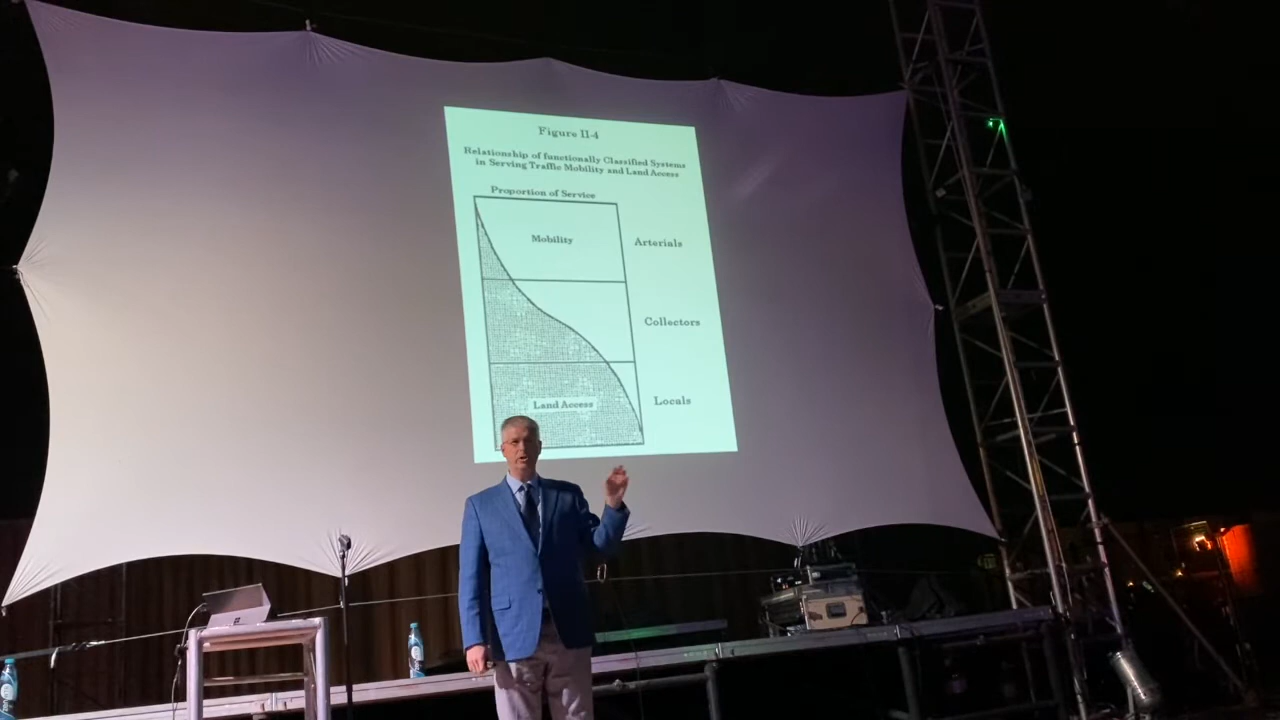 Figure II-4
Relationship of functionally Classified Systems
in Serving Traffic Mobility and Land Access
Proportion of Service
Mobility
Arterials
Collectors
Land Access
Locals